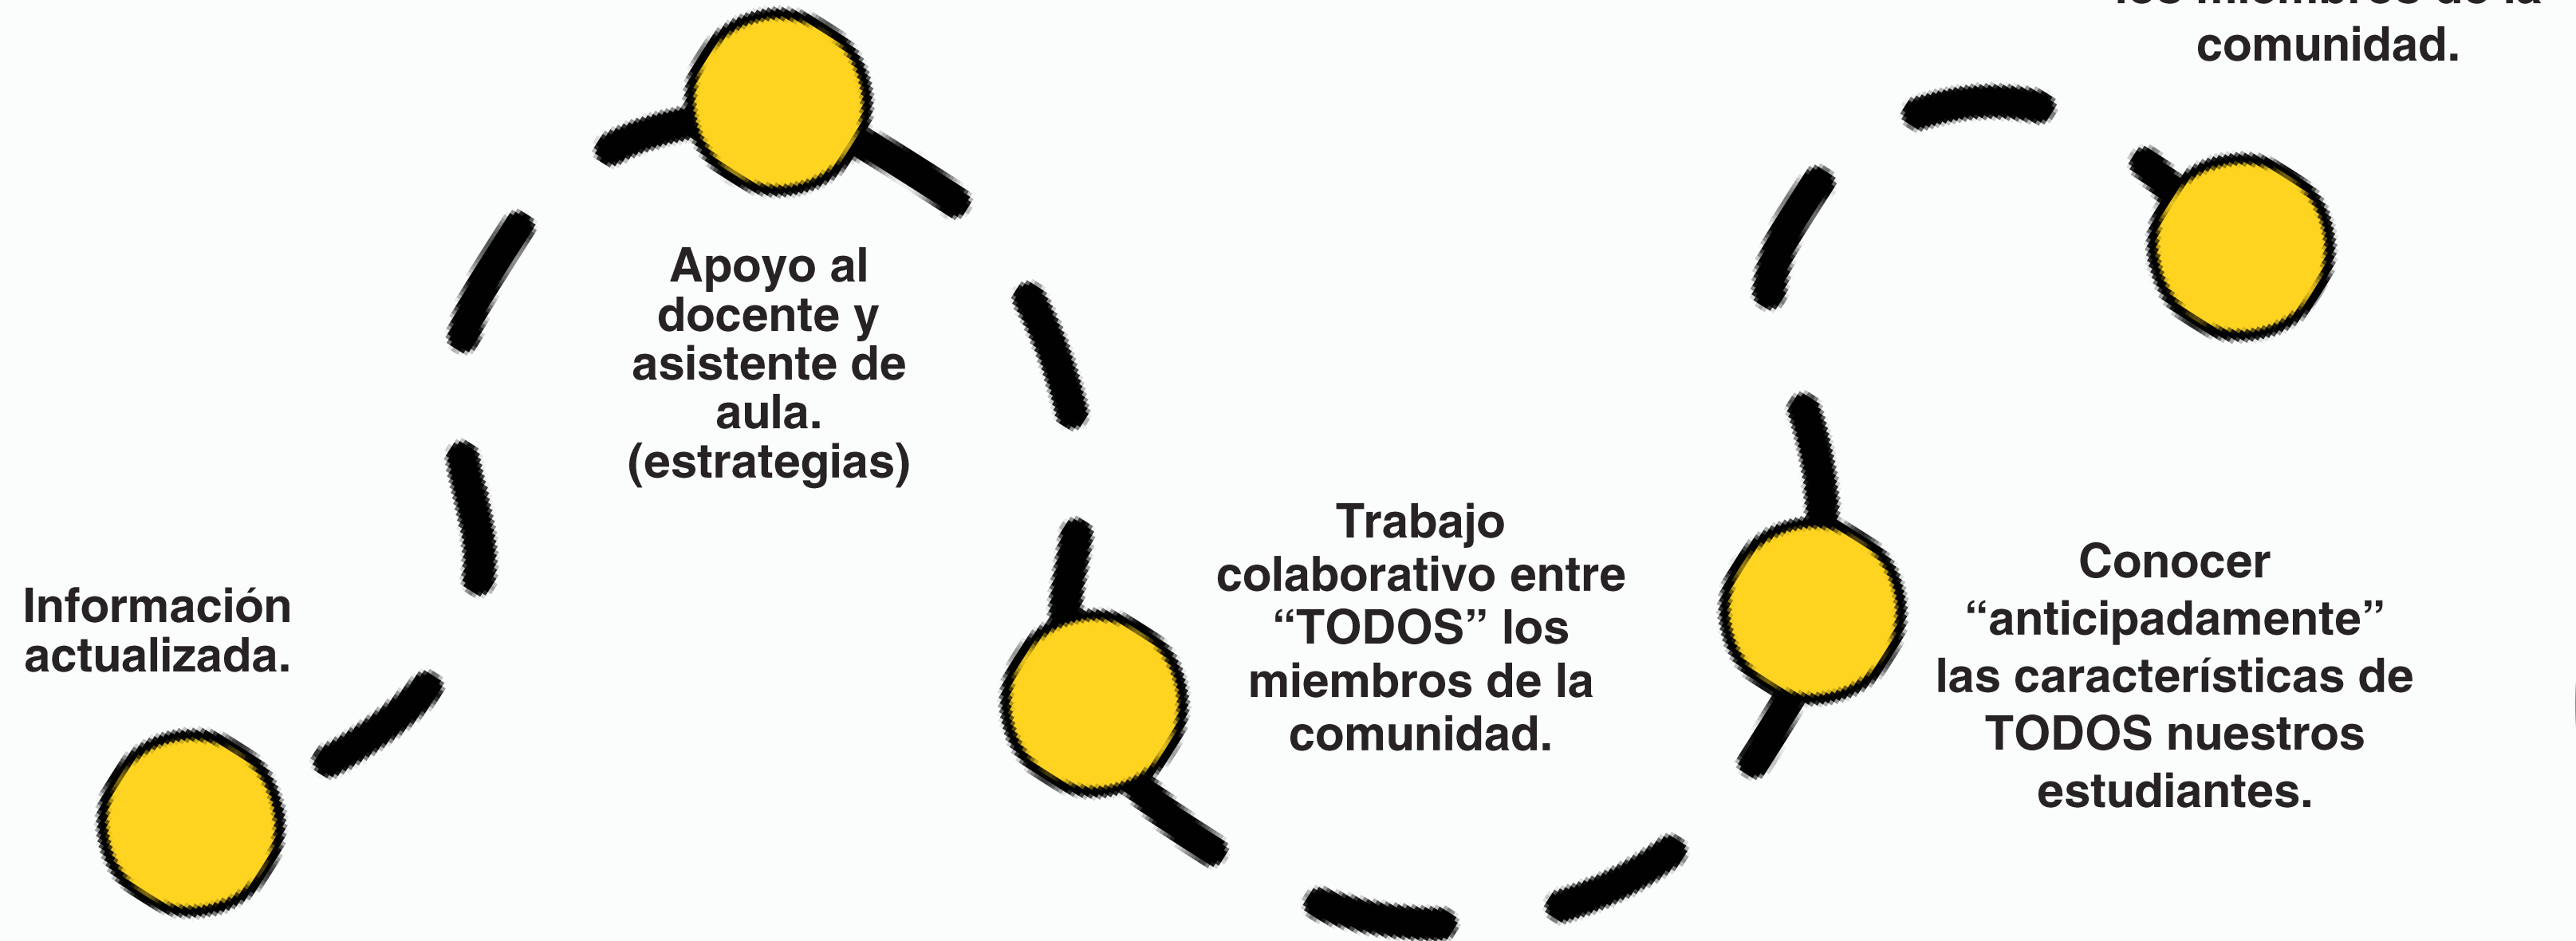 comunidad.
Apoyo al
docente y
asistente de
aula.
(estrategias)
Información
actualizada.
Trabajo
colaborativo entre
“TODOS” los
miembros de la
comunidad.
Conocer
“anticipadamente”
las características de
TODOS nuestros
estudiantes.